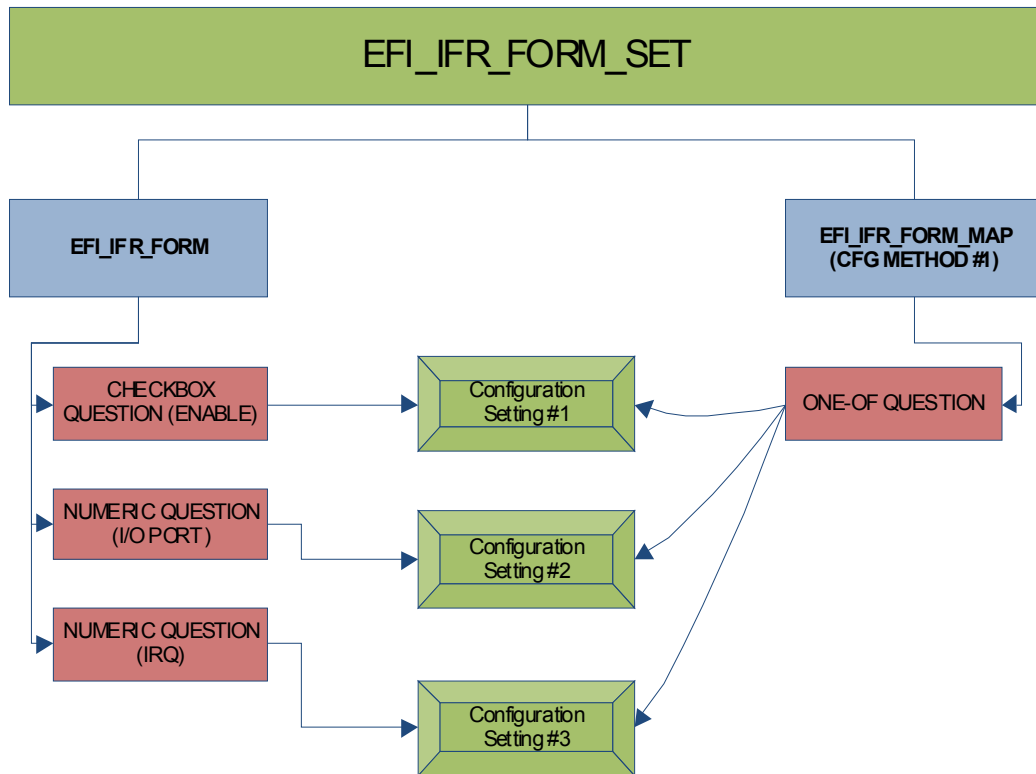 EFI_IFR_FORM_SET
EFI_IFR_FORM
EFI_IFR_FORM_MAP
(CFG METHOD #1)
CHECKBOX
QUESTION (ENABLE)
Configuration
Setting #1
ONE-OF QUESTION
NUMERIC QUESTION
(I/O PORT)
Configuration
Setting #2
NUMERIC QUESTION
(IRQ)
Configuration
Setting #3